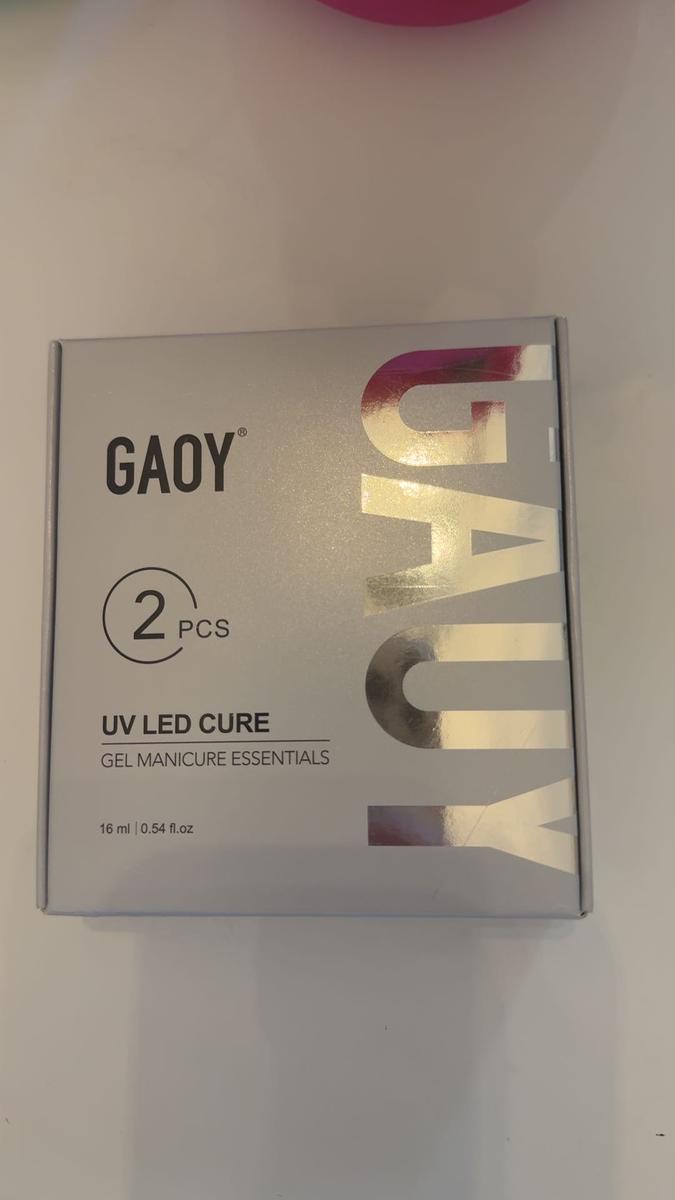 GAOY®
2 PCS
UV LED CURE
GEL MANICURE ESSENTIALS
16 ml | 0.54 fl.oz
GAOY